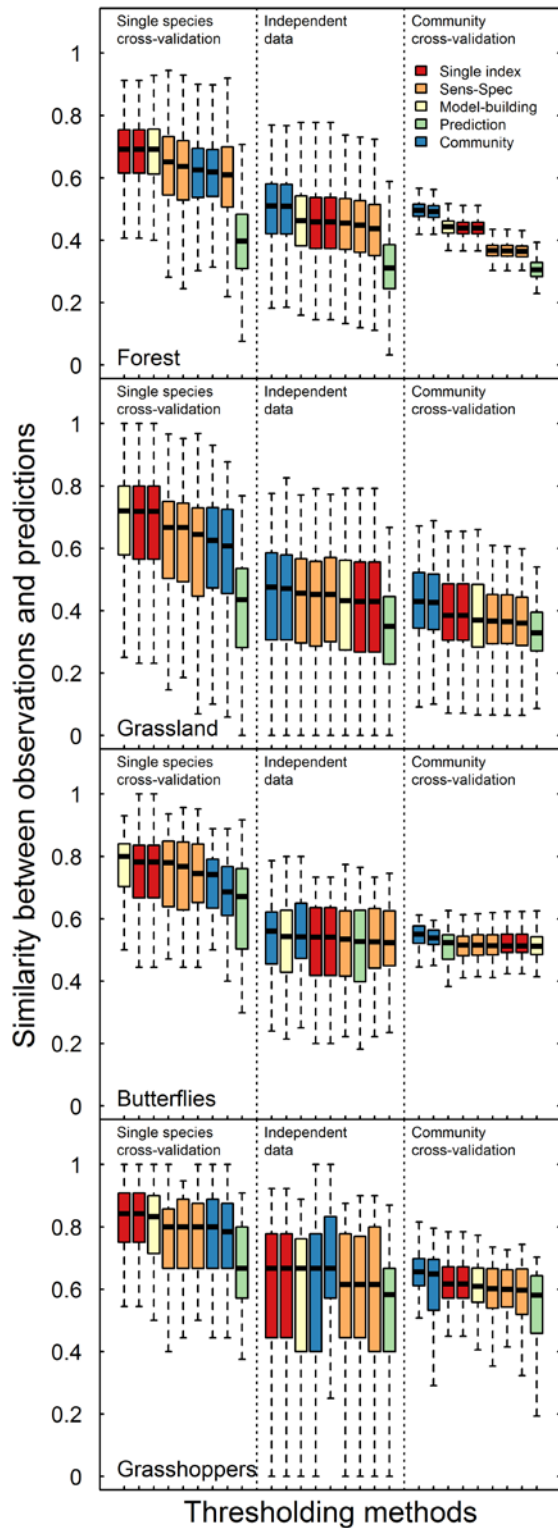 Similarity between observations and predictions
Single species
cross-validation
Independent
data
Community
cross-validation
Single index
Sens-Spec
Model-building
Prediction
Community
1
0.8
0.6
0.4
0.2
0
Forest
Single species
cross-validation
Independent
data
Community
cross-validation
1
0.8
0.6
0.4
0.2
0
Grassland
Single species
cross-validation
Independent
data
Community
cross-validation
1
0.8
0.6
0.4
0.2
0
Butterflies
Single species
cross-validation
Independent
data
Community
cross-validation
1
0.8
0.6
0.4
0.2
0
Grasshoppers
Thresholding methods